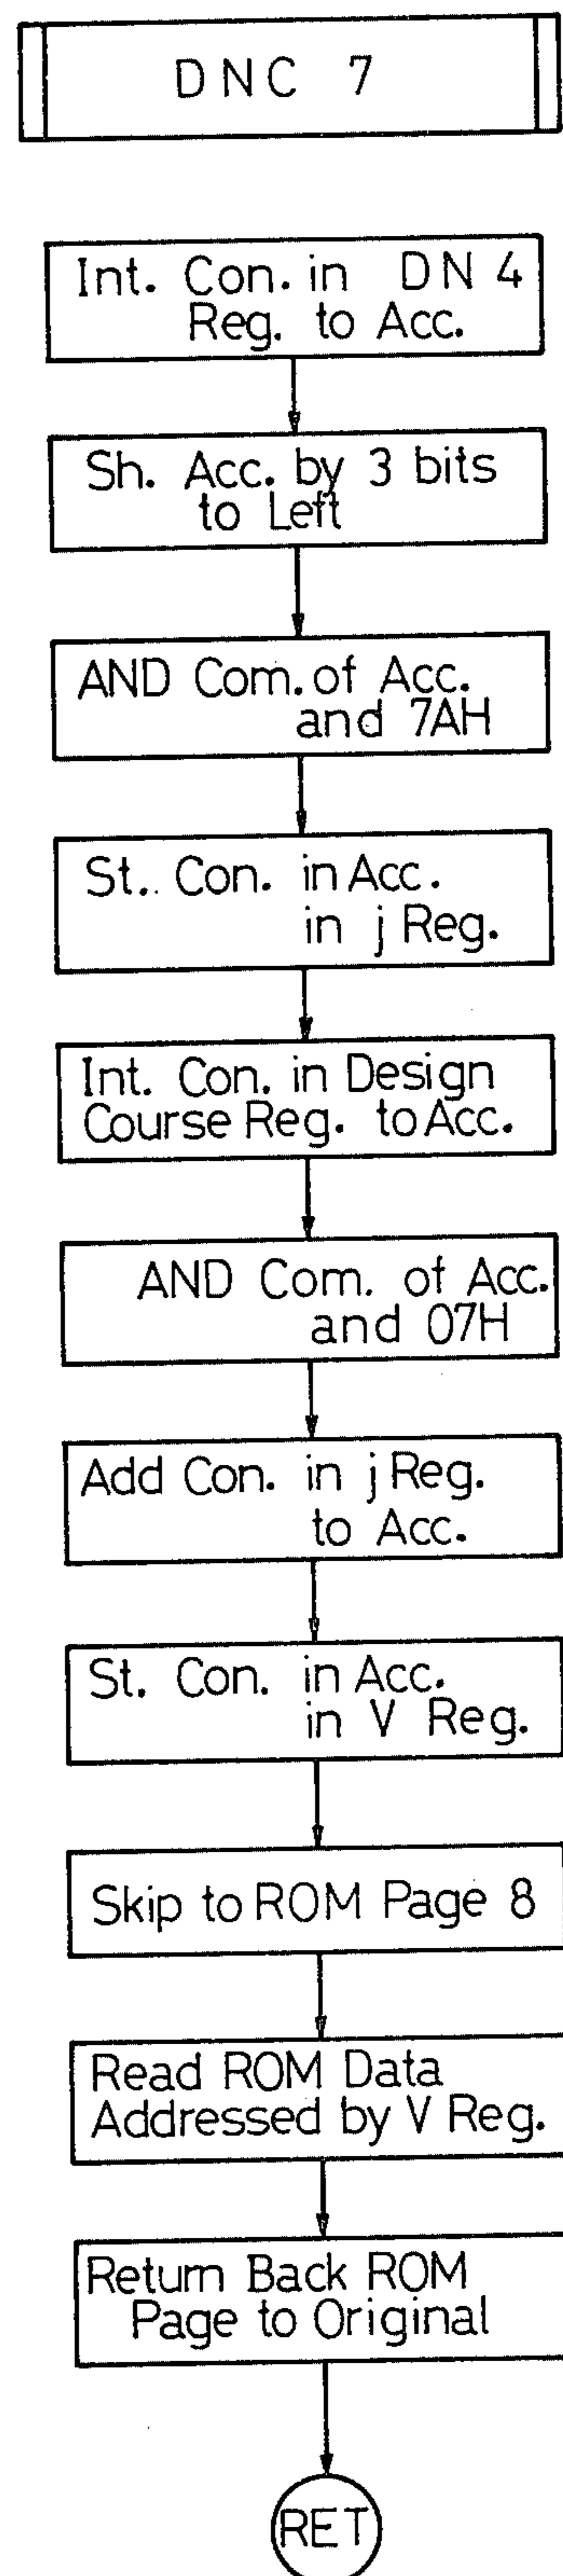 DNC 7
Int. Con. in DN 4
Reg. to Acc.
Sh. Acc. by 3 bits
to Left
AND Com. of Acc.
and 7AH
St. Con. in Acc.
in j Reg.
Int. Con. in Design
Course Reg. to Acc.
AND Com. of Acc.
and 07H
Add Con. in j Reg.
to Acc.
St. Con. in Acc.
in V Reg.
Skip to ROM Page 8
Read ROM Data
Addressed by V Reg.
Return Back ROM
Page to Original
RET